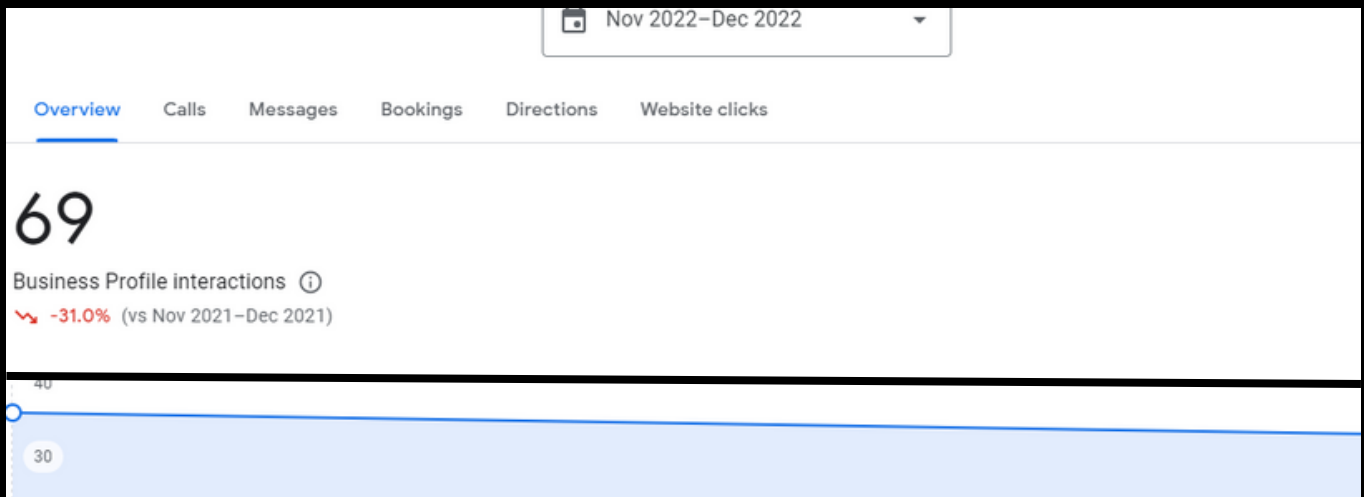 Nov 2022–Dec 2022
Overview Calls Messages Bookings Directions Website clicks
69
Business Profile interactions
-31.0% (vs Nov 2021–Dec 2021)
40
30